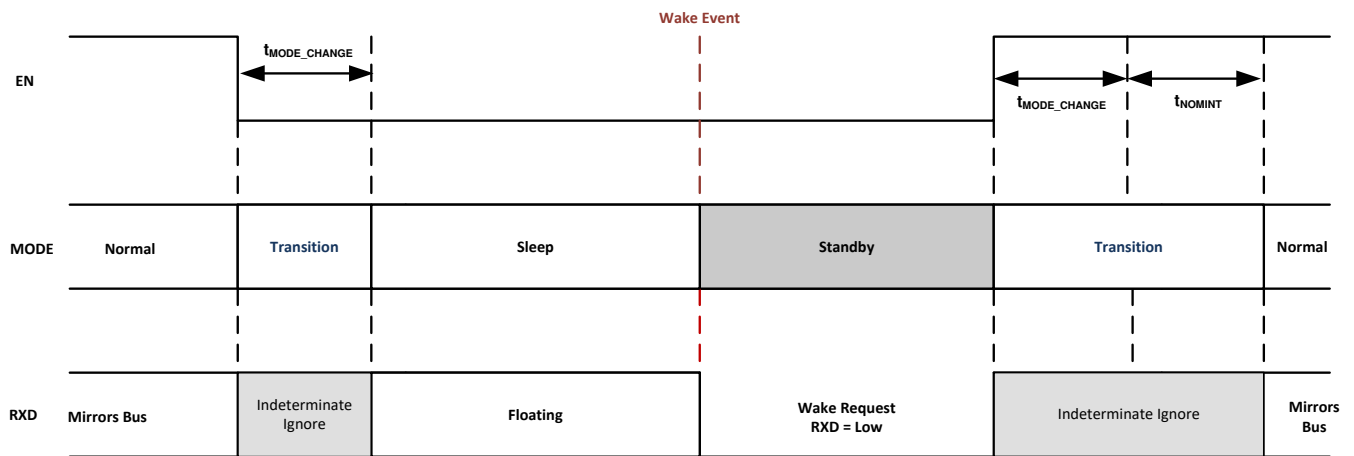 Wake Event
EN
tMODE_CHANGE
tMODE_CHANGE
tNOMINT
MODE
Normal
Transition
Sleep
Standby
Transition
Normal
RXD
Mirrors Bus
Indeterminate
Ignore
Floating
Wake Request
RXD = Low
Indeterminate Ignore
Mirrors
Bus